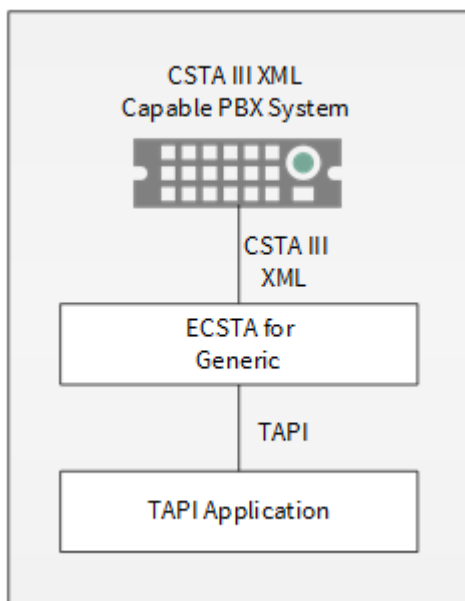 CSTA III XML
Capable PBX System
CSTA III
XML
ECSTA for
Generic
TAPI
TAPI Application